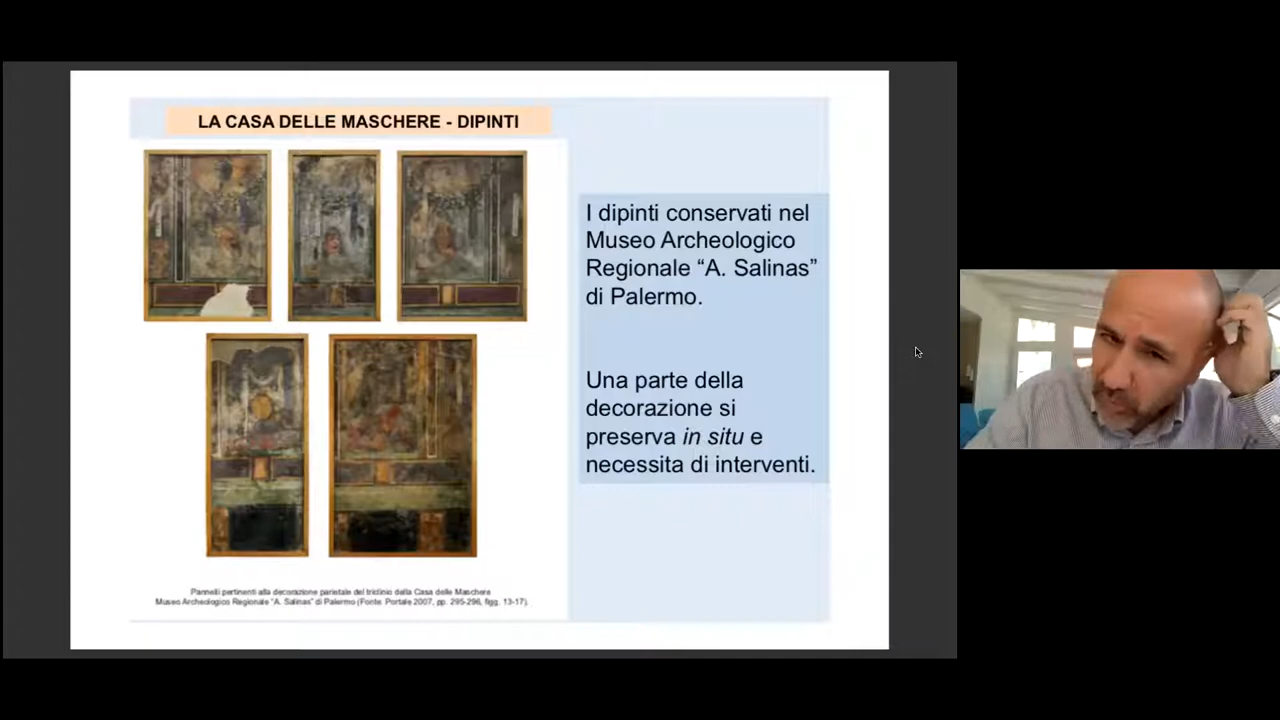 LA CASA DELLE MASCHERE - DIPINTI
I dipinti conservati nel
Museo Archeologico
Regionale “A. Salinas”
di Palermo.
Una parte della
decorazione si
preserva in situ e
necessita di interventi.
Pannelli pertinenti alla decorazione parietale del triclinio della Casa delle Maschere
Museo Archeologico Regionale "A. Salinas" di Palermo (Fonte: Portale 2007, pp. 295-296, figg. 13-17).